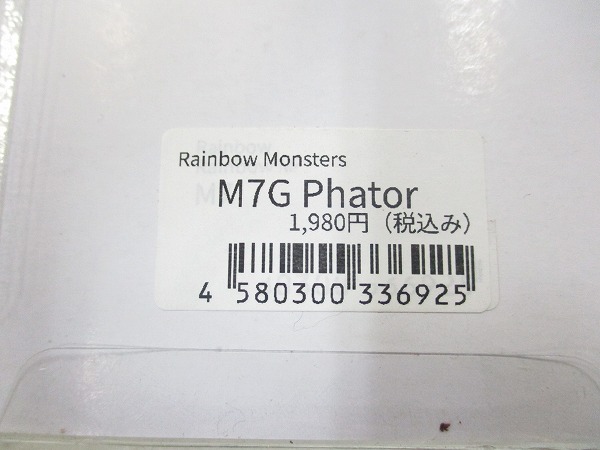 Rainbow Monsters
M7G Phator
1,980円（税込み）
4 580300 336925